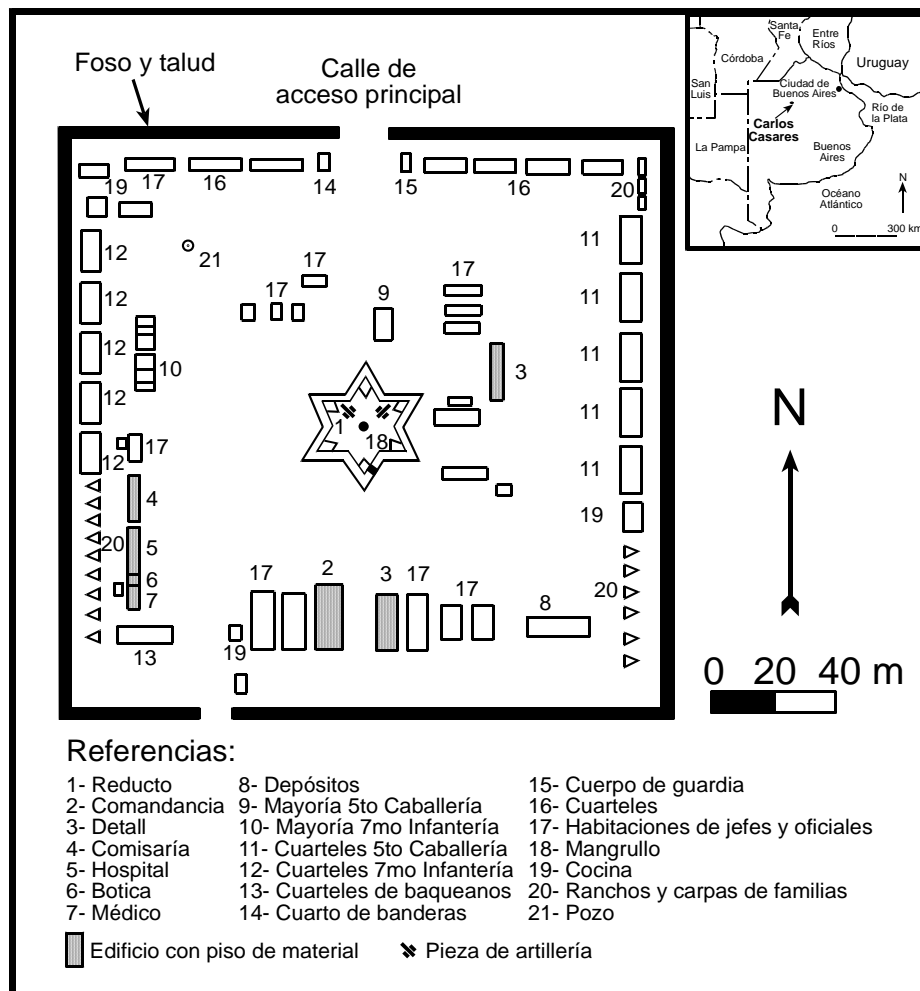 Foso y talud
Calle de
acceso principal
Santa
Fe
Entre
Ríos
Córdoba
Uruguay
San
Luis
Ciudad de
Buenos Aires
Río de
la Plata
Carlos
Casares
La Pampa
Buenos
Aires
Océano
Atlántico
N
0 300 km
19 17 16 14 15 16 20
12 21 17 17 9 17 11
12 11
12 10 3 11
12 1 18 11
12 17 11
4 19
20 5 17 2 3 17 17 8 20
6
7
13 19
N
0 20 40 m
Referencias:
1- Reducto
2- Comandancia
3- Detall
4- Comisaría
5- Hospital
6- Botica
7- Médico
8- Depósitos
9- Mayoría 5to Caballería
10- Mayoría 7mo Infantería
11- Cuarteles 5to Caballería
12- Cuarteles 7mo Infantería
13- Cuarteles de baqueanos
14- Cuarto de banderas
15- Cuerpo de guardia
16- Cuarteles
17- Habitaciones de jefes y oficiales
18- Mangrullo
19- Cocina
20- Ranchos y carpas de familias
21- Pozo
Edificio con piso de material
Pieza de artillería